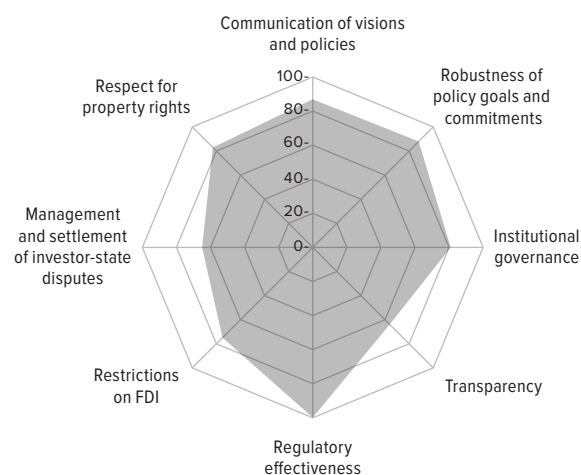 Communication of visions
and policies
Robustness of
policy goals and
commitments
Respect for
property rights
100-
80-
60-
40-
20-
0-
Management
and settlement
of investor-state
disputes
Institutional
governance
Restrictions
on FDI
Transparency
Regulatory
effectiveness